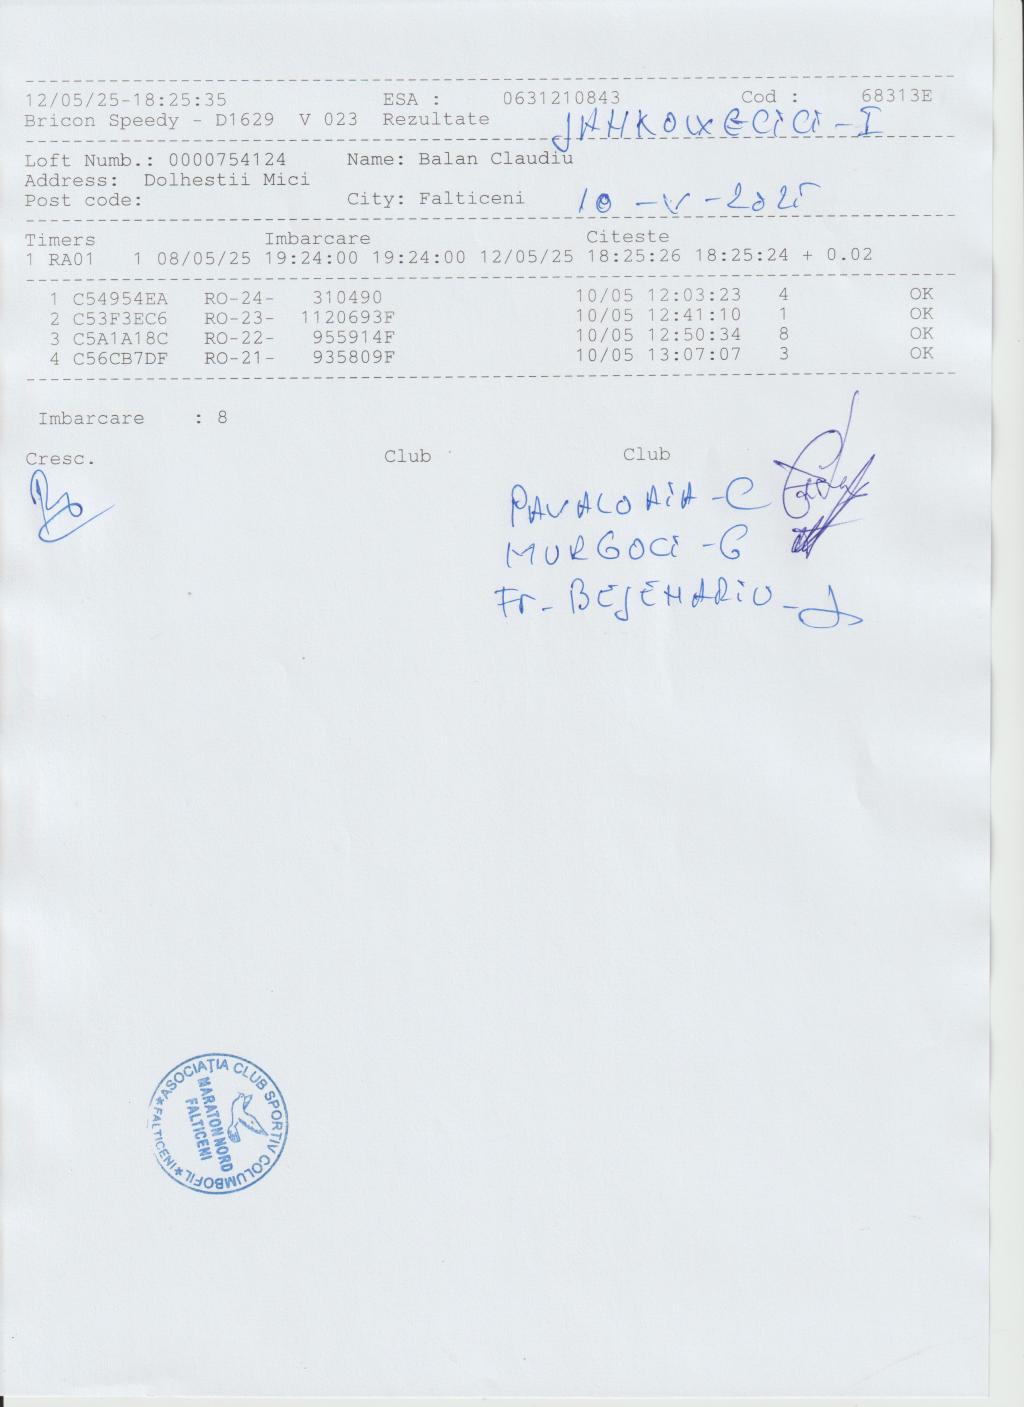 12/05/25-18:25:35 ESA : 0631210843 Cod : 68313E
Bricon Speedy - D1629 V 023 Rezultate
JANKOWECICI - I
Loft Numb.: 0000754124 Name: Balan Claudiu
Address: Dolhestii Mici
Post code: City: Falticeni
10 - V - 2025
Timers Imbarcare Citeste
1 RA01 1 08/05/25 19:24:00 19:24:00 12/05/25 18:25:26 18:25:24 + 0.02
1 C54954EA RO-24- 310490 10/05 12:03:23 4 OK
2 C53F3EC6 RO-23- 1120693F 10/05 12:41:10 1 OK
3 C5A1A18C RO-22- 955914F 10/05 12:50:34 8 OK
4 C56CB7DF RO-21- 935809F 10/05 13:07:07 3 OK
Imbarcare : 8
Cresc. Club Club
PAVALOAIA - C
MURGOCI - G
Fr. BEJENARIU -
*ASOCIAȚIA CLUB SPORTIV COLUMBOFIL*
FALTICENI
MARATON NORD
FALTICENI